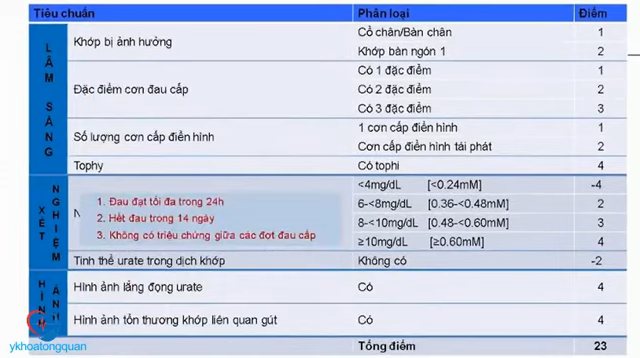 Tiêu chuẩn Phân loại Điểm
LÂM SÀNG
Khớp bị ảnh hưởng Cổ chân/Bàn chân 1
Khớp bàn ngón 1 2
Đặc điểm cơn đau cấp Có 1 đặc điểm 1
Có 2 đặc điểm 2
Có 3 đặc điểm 3
Số lượng cơn cấp điển hình 1 cơn cấp điển hình 1
Cơn cấp điển hình tái phát 2
Tophy Có tophi 4
XÉT NGHIỆM
N <4mg/dL [<0.24mM] -4
6-<8mg/dL [0.36-<0.48mM] 2
8-<10mg/dL [0.48-<0.60mM] 3
≥10mg/dL [≥0.60mM] 4
1. Đau đạt tối đa trong 24h
2. Hết đau trong 14 ngày
3. Không có triệu chứng giữa các đợt đau cấp
Tinh thể urate trong dịch khớp Không có -2
HÌNH ẢNH
Hình ảnh lắng đọng urate Có 4
Hình ảnh tổn thương khớp liên quan gút Có 4
Tổng điểm 23
ykhoatongquan